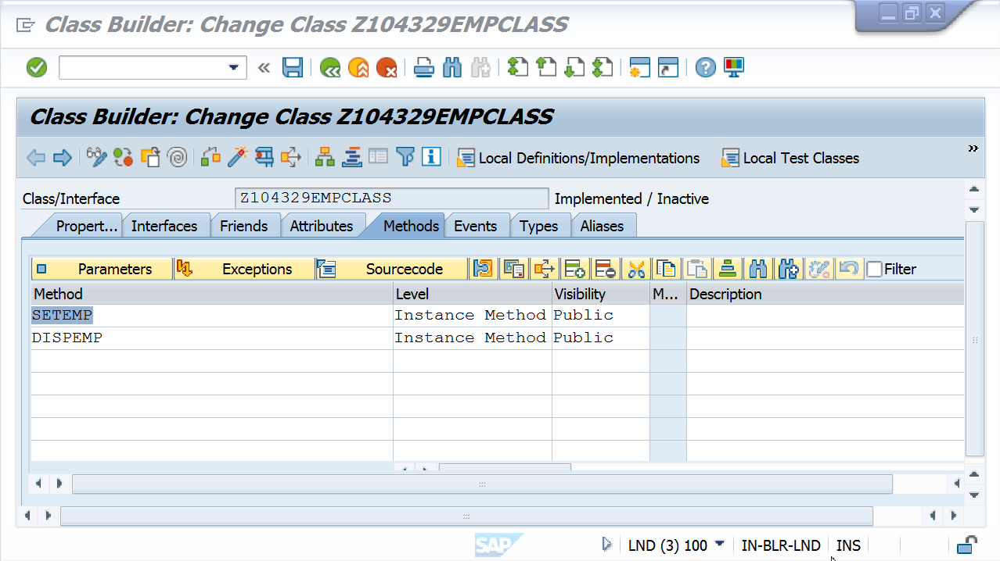 Class Builder: Change Class Z104329EMPCLASS
Class Builder: Change Class Z104329EMPCLASS
Local Definitions/Implementations Local Test Classes
Class/Interface Z104329EMPCLASS Implemented / Inactive
Propert... Interfaces Friends Attributes Methods Events Types Aliases
Parameters Exceptions Sourcecode Filter
Method Level Visibility M... Description
SETEMP Instance Method Public
DISPEMP Instance Method Public
SAP LND (3) 100 IN-BLR-LND INS